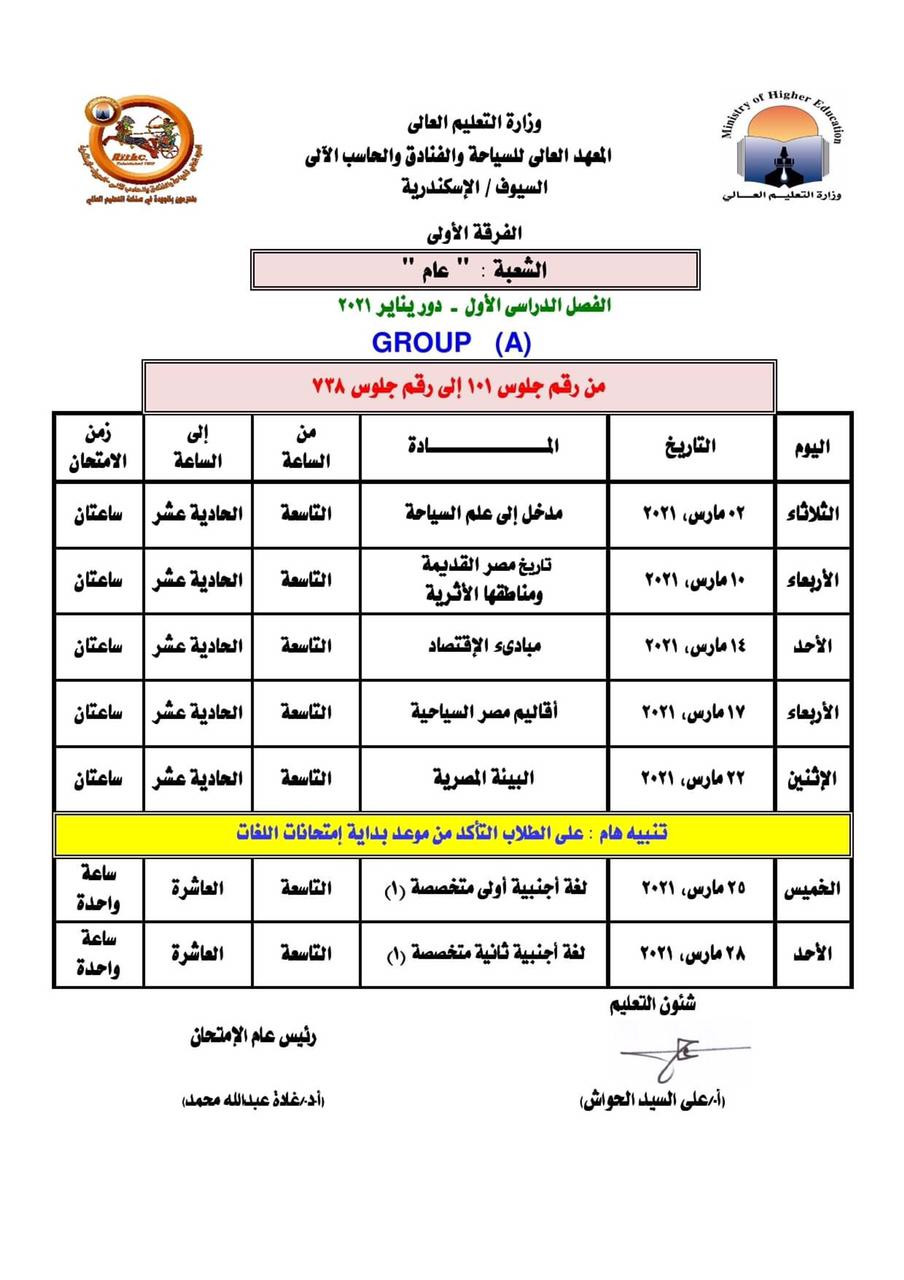 Ministry of Higher Education
وزارة التعليـم العـــالى
R.I.T.H.C.
ملتزمون بالجودة في صناعة التعليم العالي
وزارة التعليم العالى
المعهد العالى للسياحة والفنادق والحاسب الآلى
السيوف / الإسكندرية
الفرقة الأولى
الشعبة : " عام "
الفصل الدراسى الأول - دور يناير ٢٠٢١
GROUP (A)
من رقم جلوس ١٠١ إلى رقم جلوس ٧٣٨
اليوم التاريخ المــــــــــــــــادة من الساعة إلى الساعة زمن الامتحان
الثلاثاء ٠٢ مارس، ٢٠٢١ مدخل إلى علم السياحة التاسعة الحادية عشر ساعتان
الأربعاء ١٠ مارس، ٢٠٢١ تاريخ مصر القديمة ومناطقها الأثرية التاسعة الحادية عشر ساعتان
الأحد ١٤ مارس، ٢٠٢١ مبادىء الإقتصاد التاسعة الحادية عشر ساعتان
الأربعاء ١٧ مارس، ٢٠٢١ أقاليم مصر السياحية التاسعة الحادية عشر ساعتان
الإثنين ٢٢ مارس، ٢٠٢١ البيئة المصرية التاسعة الحادية عشر ساعتان
تنبيه هام : على الطلاب التأكد من موعد بداية إمتحانات اللغات
الخميس ٢٥ مارس، ٢٠٢١ لغة أجنبية أولى متخصصة (١) التاسعة العاشرة ساعة واحدة
الأحد ٢٨ مارس، ٢٠٢١ لغة أجنبية ثانية متخصصة (١) التاسعة العاشرة ساعة واحدة
شئون التعليم
رئيس عام الإمتحان
(أ/على السيد الحواش)
(أ.د/غادة عبدالله محمد)